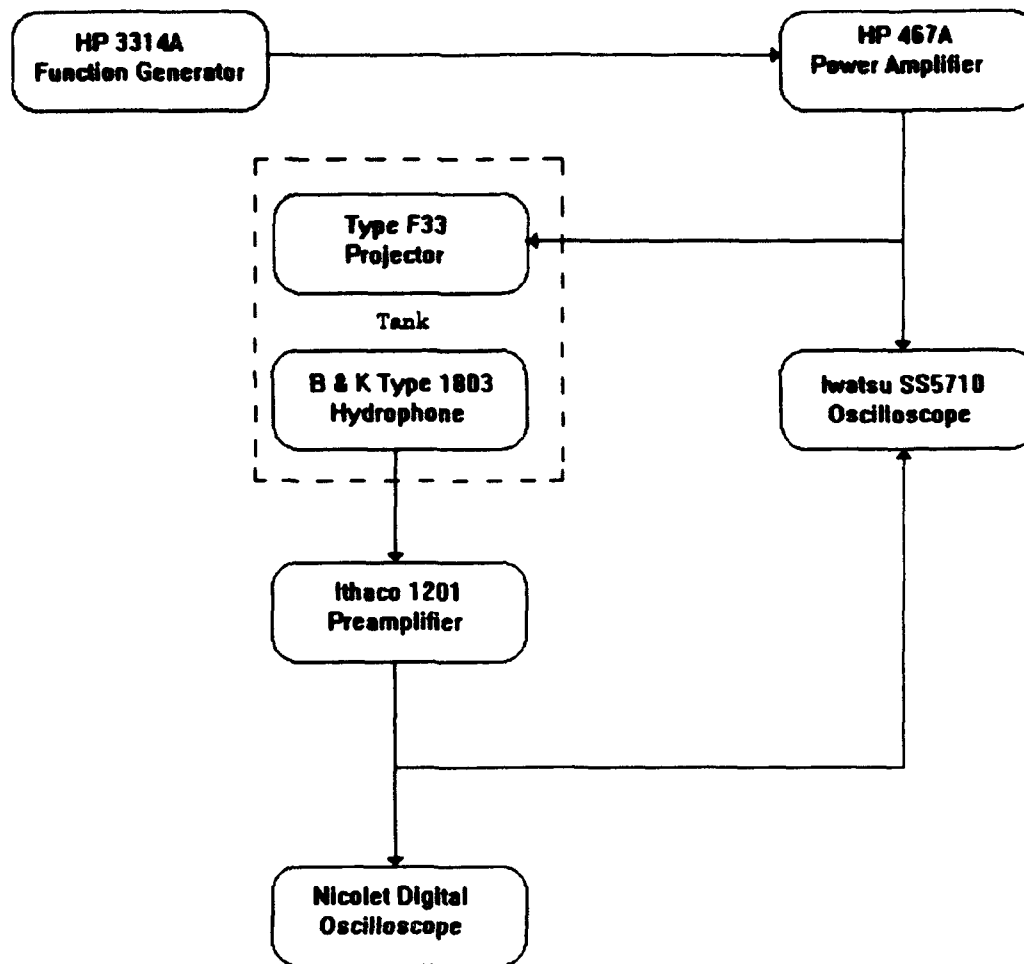 HP 3314A
Function Generator
HP 467A
Power Amplifier
Type F33
Projector
Tank
B & K Type 1803
Hydrophone
Iwatsu SS5710
Oscilloscope
Ithaco 1201
Preamplifier
Nicolet Digital
Oscilloscope